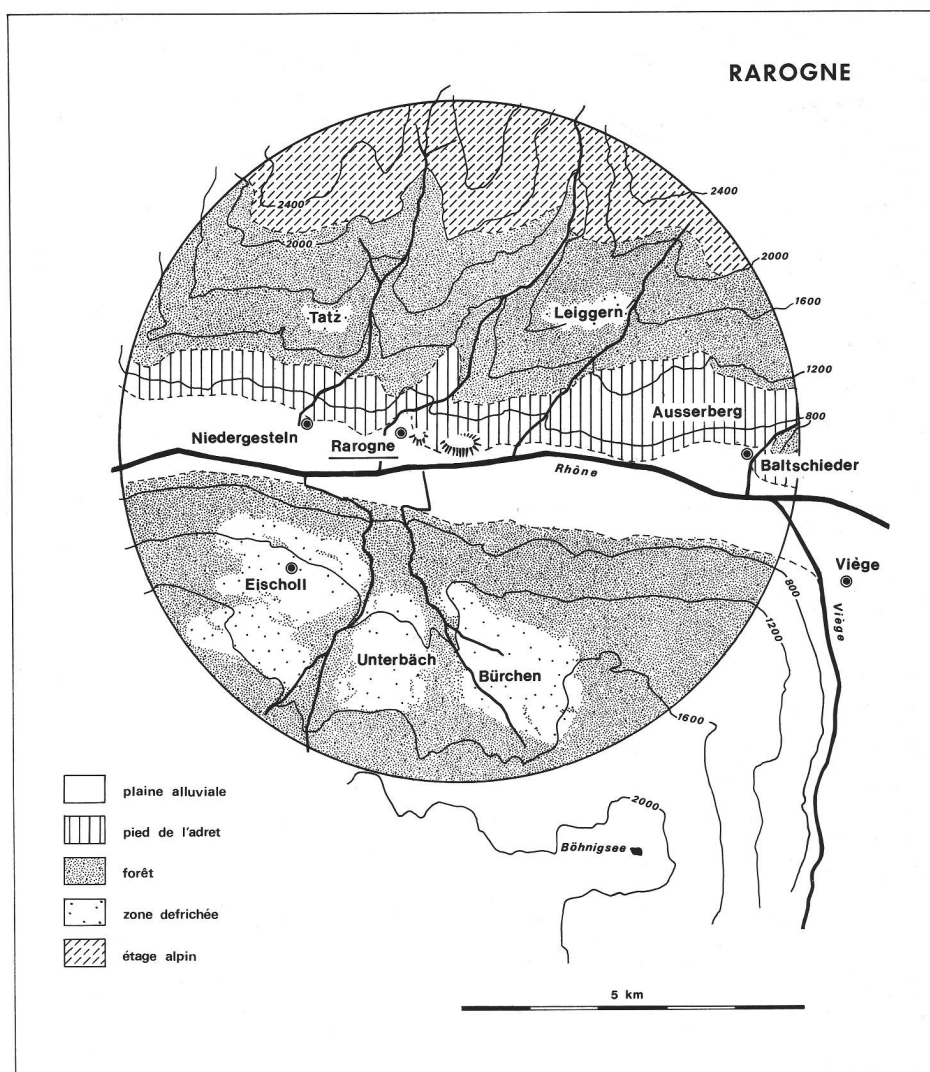 RAROGNE
2400
2400
2000
2000
1600
Tatz
Leiggern
1200
800
Ausserberg
Niedergesteln
Rarogne
Baltschieder
Rhône
Viège
Eischoll
800
1200
Viège
Unterbäch
Bürchen
1600
plaine alluviale
2000
pied de l'adret
Böhnigsee
forêt
zone defrichée
étage alpin
5 km